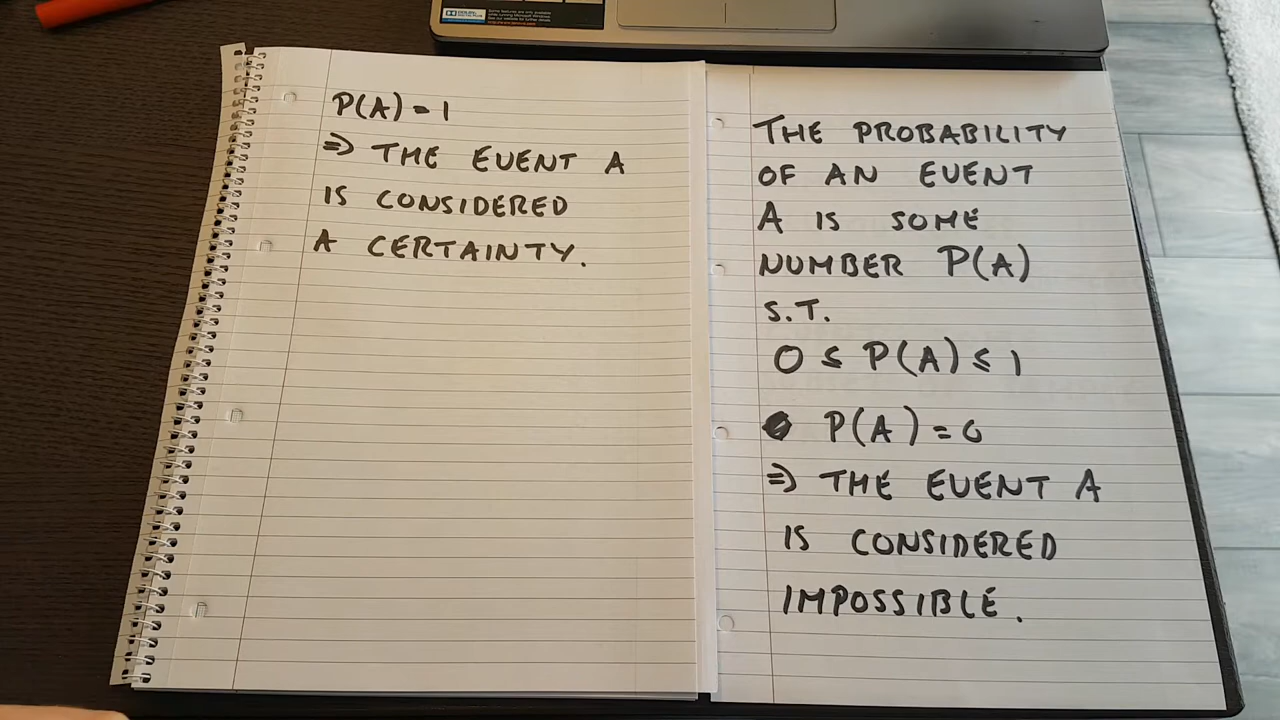 P(A) = 1
⇒ THE EVENT A
IS CONSIDERED
A CERTAINTY.
THE PROBABILITY
OF AN EVENT
A IS SOME
NUMBER P(A)
S.T.
0 ≤ P(A) ≤ 1
P(A) = 0
⇒ THE EVENT A
IS CONSIDERED
IMPOSSIBLE.